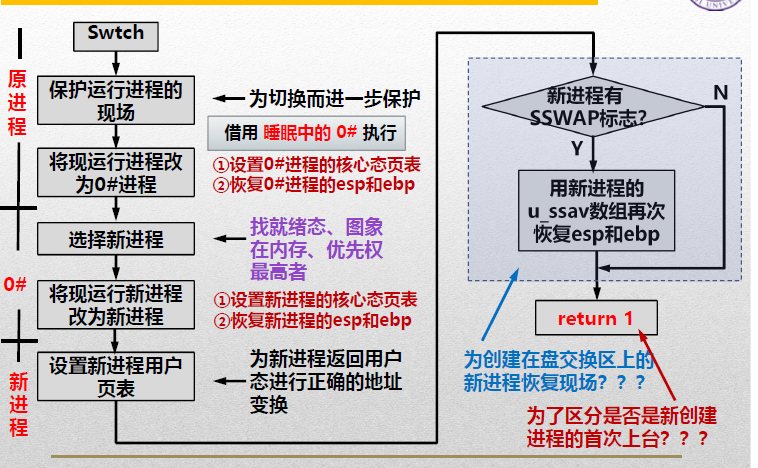 Swtch
原进程
保护运行进程的
现场
为切换而进一步保护
借用 睡眠中的 0# 执行
将现运行进程改
为0#进程
①设置0#进程的核心态页表
②恢复0#进程的esp和ebp
选择新进程
找就绪态、图象
在内存、优先权
最高者
0#
将现运行新进程
改为新进程
①设置新进程的核心态页表
②恢复新进程的esp和ebp
新进程
设置新进程用户
页表
为新进程返回用户
态进行正确的地址
变换
新进程有
SSWAP标志?
N
Y
用新进程的
u_ssav数组再次
恢复esp和ebp
return 1
为创建在盘交换区上的
新进程恢复现场？？？
为了区分是否是新创建
进程的首次上台？？？